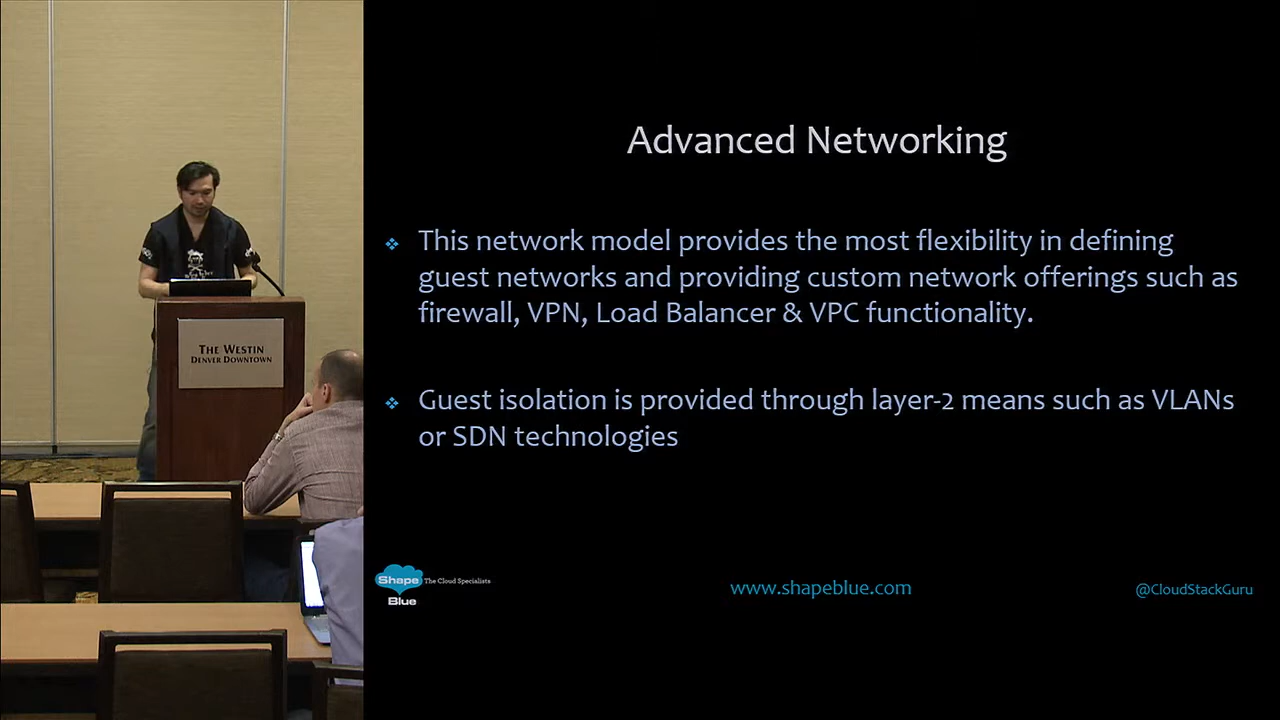 Advanced Networking
❖ This network model provides the most flexibility in defining
guest networks and providing custom network offerings such as
firewall, VPN, Load Balancer & VPC functionality.
❖ Guest isolation is provided through layer-2 means such as VLANs
or SDN technologies
THE WESTIN
DENVER DOWNTOWN
Shape
Blue
The Cloud Specialists
www.shapeblue.com
@CloudStackGuru